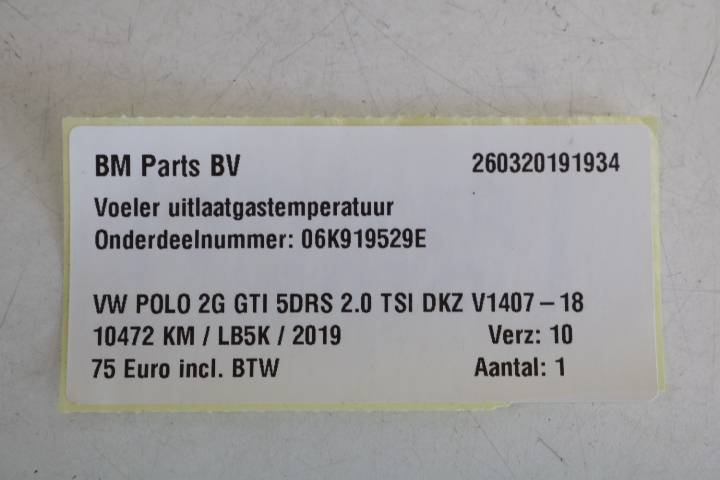 BM Parts BV 260320191934
Voeler uitlaatgastemperatuur
Onderdeelnummer: 06K919529E
VW POLO 2G GTI 5DRS 2.0 TSI DKZ V1407 – 18
10472 KM / LB5K / 2019 Verz: 10
75 Euro incl. BTW Aantal: 1